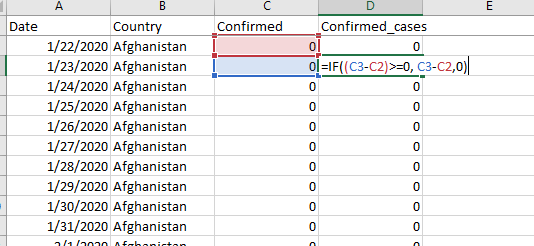 A B C D E
Date Country Confirmed Confirmed_cases
1/22/2020 Afghanistan 0 0
1/23/2020 Afghanistan 0 =IF((C3-C2)>=0, C3-C2,0)
1/24/2020 Afghanistan 0 0
1/25/2020 Afghanistan 0 0
1/26/2020 Afghanistan 0 0
1/27/2020 Afghanistan 0 0
1/28/2020 Afghanistan 0 0
1/29/2020 Afghanistan 0 0
1/30/2020 Afghanistan 0 0
1/31/2020 Afghanistan 0 0
2/1/2020 Afghanistan 0 0